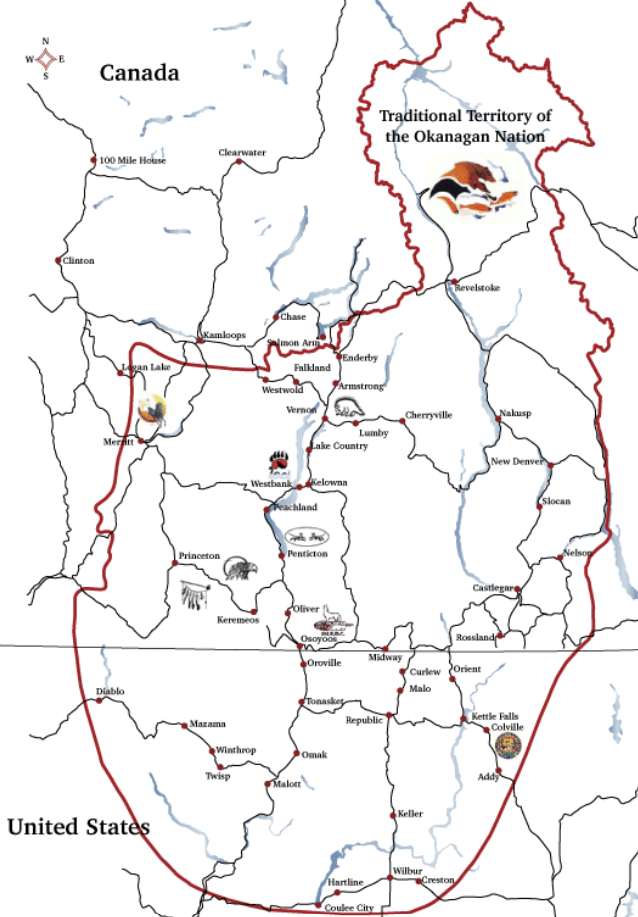 N
W E
S
Canada
Traditional Territory of
the Okanagan Nation
Clearwater
100 Mile House
Clinton
Revelstoke
Chase
Kamloops
Salmon Arm
Enderby
Logan Lake
Falkland
Westwold
Armstrong
Vernon
Cherryville
Nakusp
Lumby
Merritt
Lake Country
New Denver
Westbank
Kelowna
Peachland
Slocan
Princeton
Penticton
Nelson
Castlegar
Keremeos
Oliver
Osoyoos
Rossland
Midway
Oroville
Curlew
Orient
Malo
Diablo
Tonasket
Republic
Kettle Falls
Colville
Mazama
Winthrop
Omak
Twisp
Malott
Addy
United States
Keller
Wilbur
Hartline
Creston
Coulee City